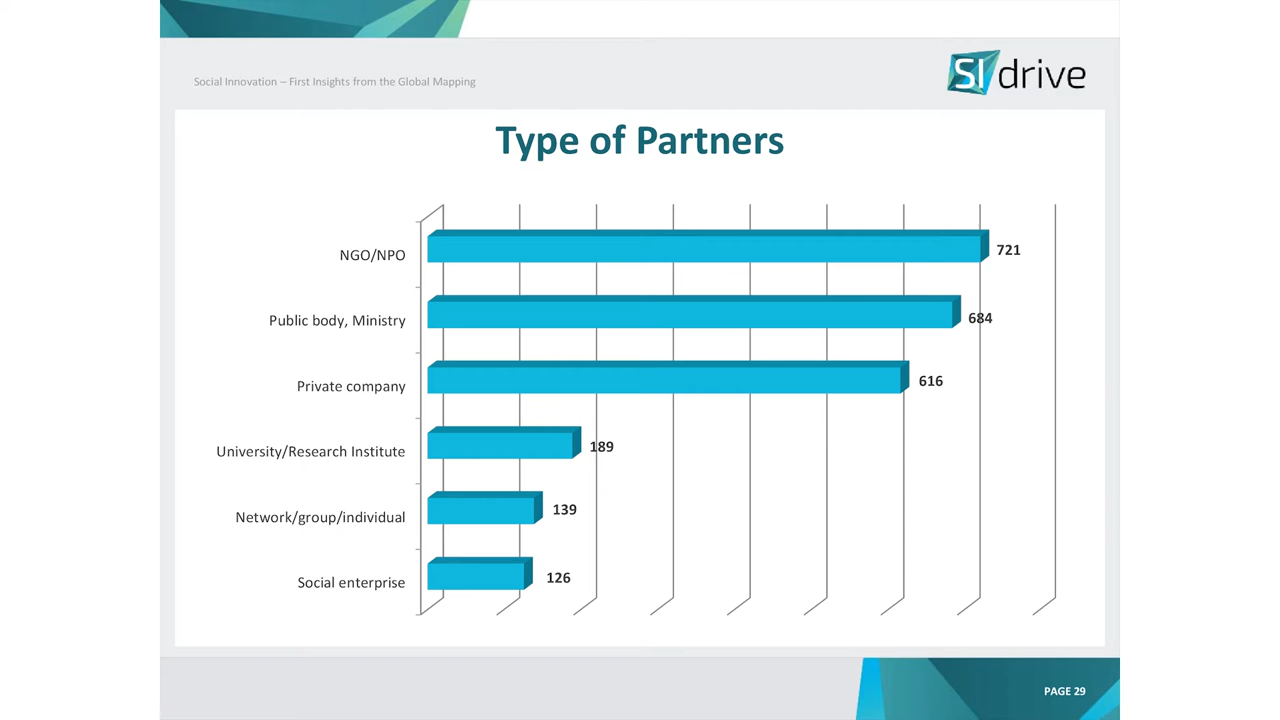 Social Innovation – First Insights from the Global Mapping
SI drive
Type of Partners
NGO/NPO 721
Public body, Ministry 684
Private company 616
University/Research Institute 189
Network/group/individual 139
Social enterprise 126
PAGE 29